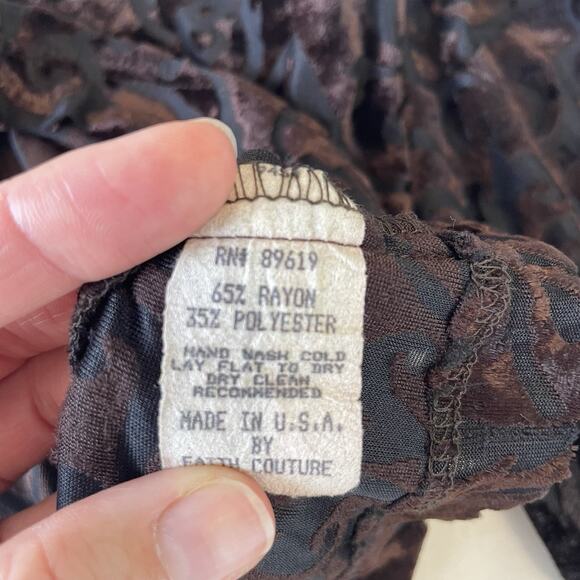 RN# 89619
65% RAYON
35% POLYESTER
HAND WASH COLD
LAY FLAT TO DRY
DRY CLEAN
RECOMMENDED
MADE IN U.S.A.
BY
FAITH COUTURE